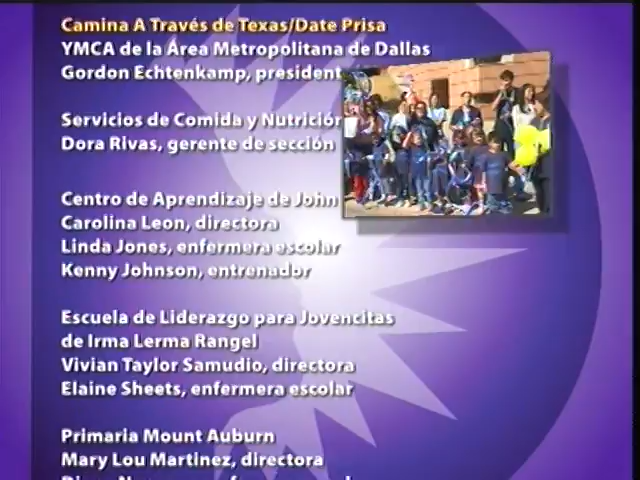 Camina A Través de Texas/Date Prisa
YMCA de la Área Metropolitana de Dallas
Gordon Echtenkamp, president
Servicios de Comida y Nutrición
Dora Rivas, gerente de sección
Centro de Aprendizaje de John
Carolina Leon, directora
Linda Jones, enfermera escolar
Kenny Johnson, entrenador
Escuela de Liderazgo para Jovencitas
de Irma Lerma Rangel
Vivian Taylor Samudio, directora
Elaine Sheets, enfermera escolar
Primaria Mount Auburn
Mary Lou Martinez, directora